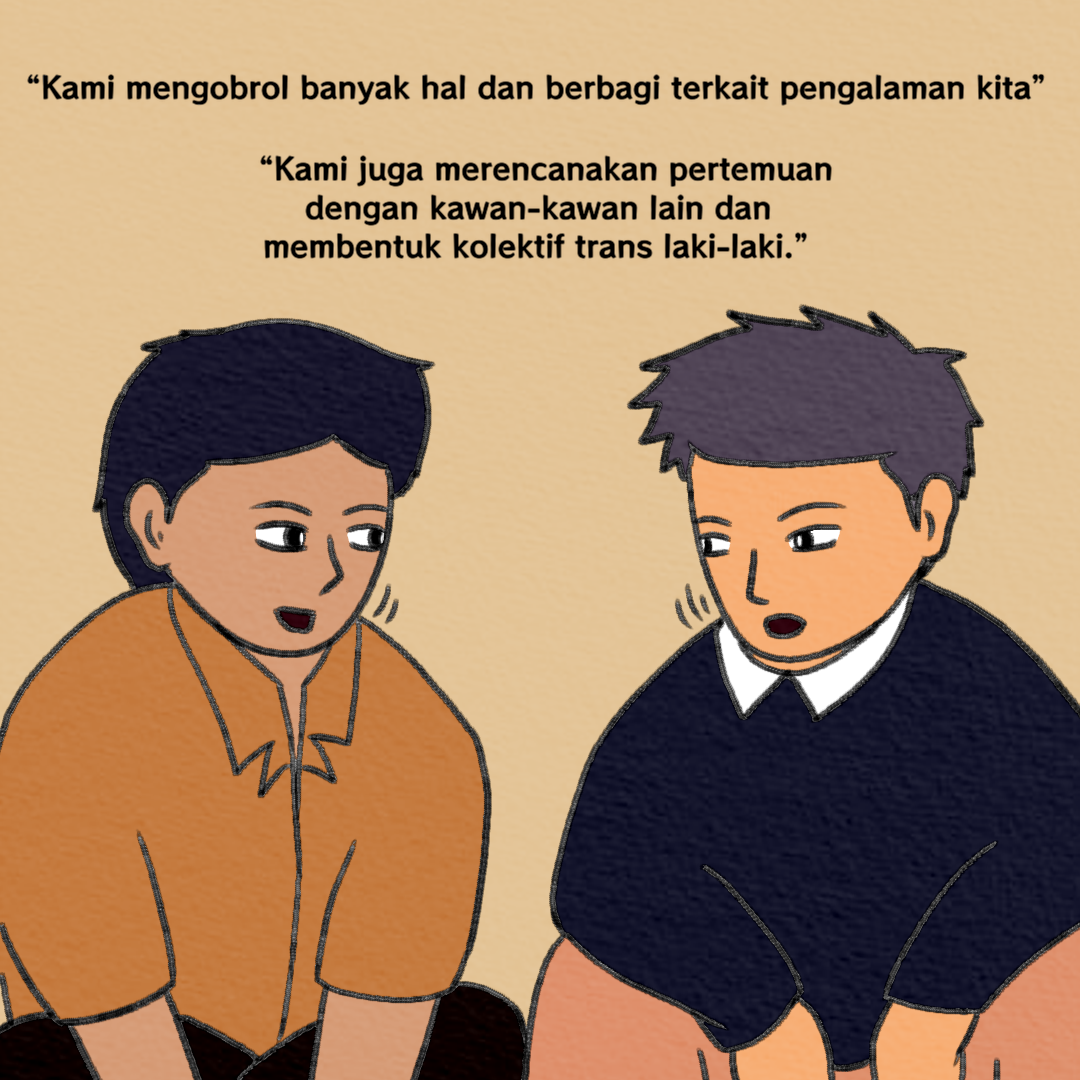 “Kami mengobrol banyak hal dan berbagi terkait pengalaman kita”
“Kami juga merencanakan pertemuan
dengan kawan-kawan lain dan
membentuk kolektif trans laki-laki.”